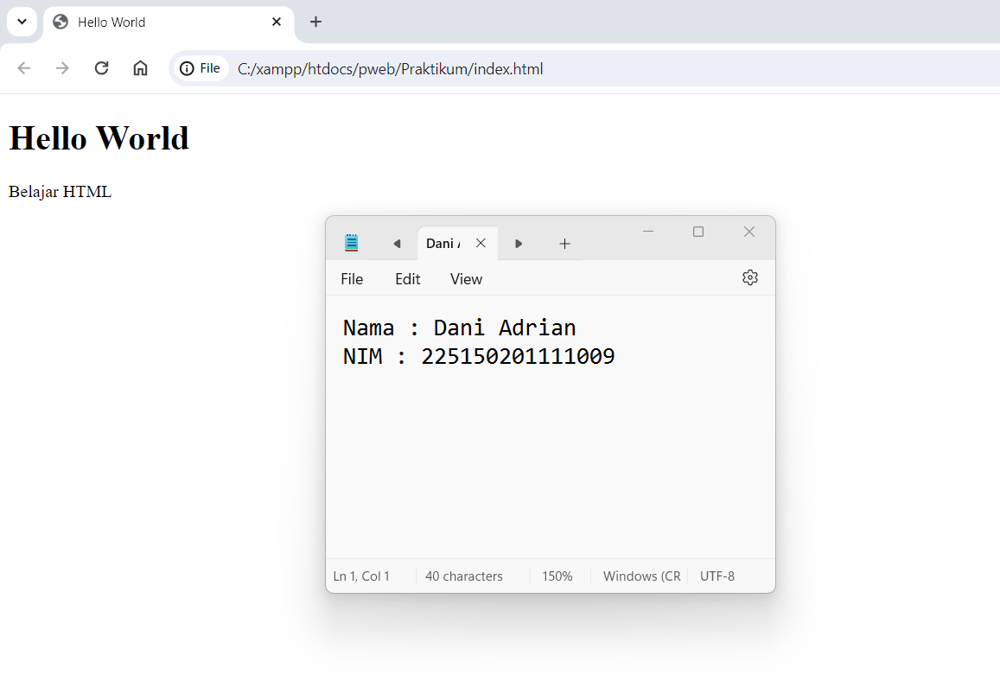 Hello World
File C:/xampp/htdocs/pweb/Praktikum/index.html
Hello World
Belajar HTML
Dani
File Edit View
Nama : Dani Adrian
NIM : 225150201111009
Ln 1, Col 1 40 characters 150% Windows (CR UTF-8